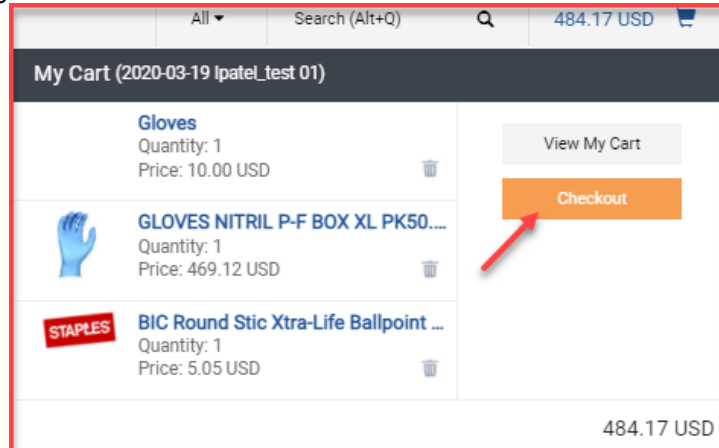 All Search (Alt+Q) 484.17 USD
My Cart (2020-03-19 lpatel_test 01)
Gloves
Quantity: 1
Price: 10.00 USD
View My Cart
Checkout
GLOVES NITRIL P-F BOX XL PK50....
Quantity: 1
Price: 469.12 USD
STAPLES
BIC Round Stic Xtra-Life Ballpoint ...
Quantity: 1
Price: 5.05 USD
484.17 USD